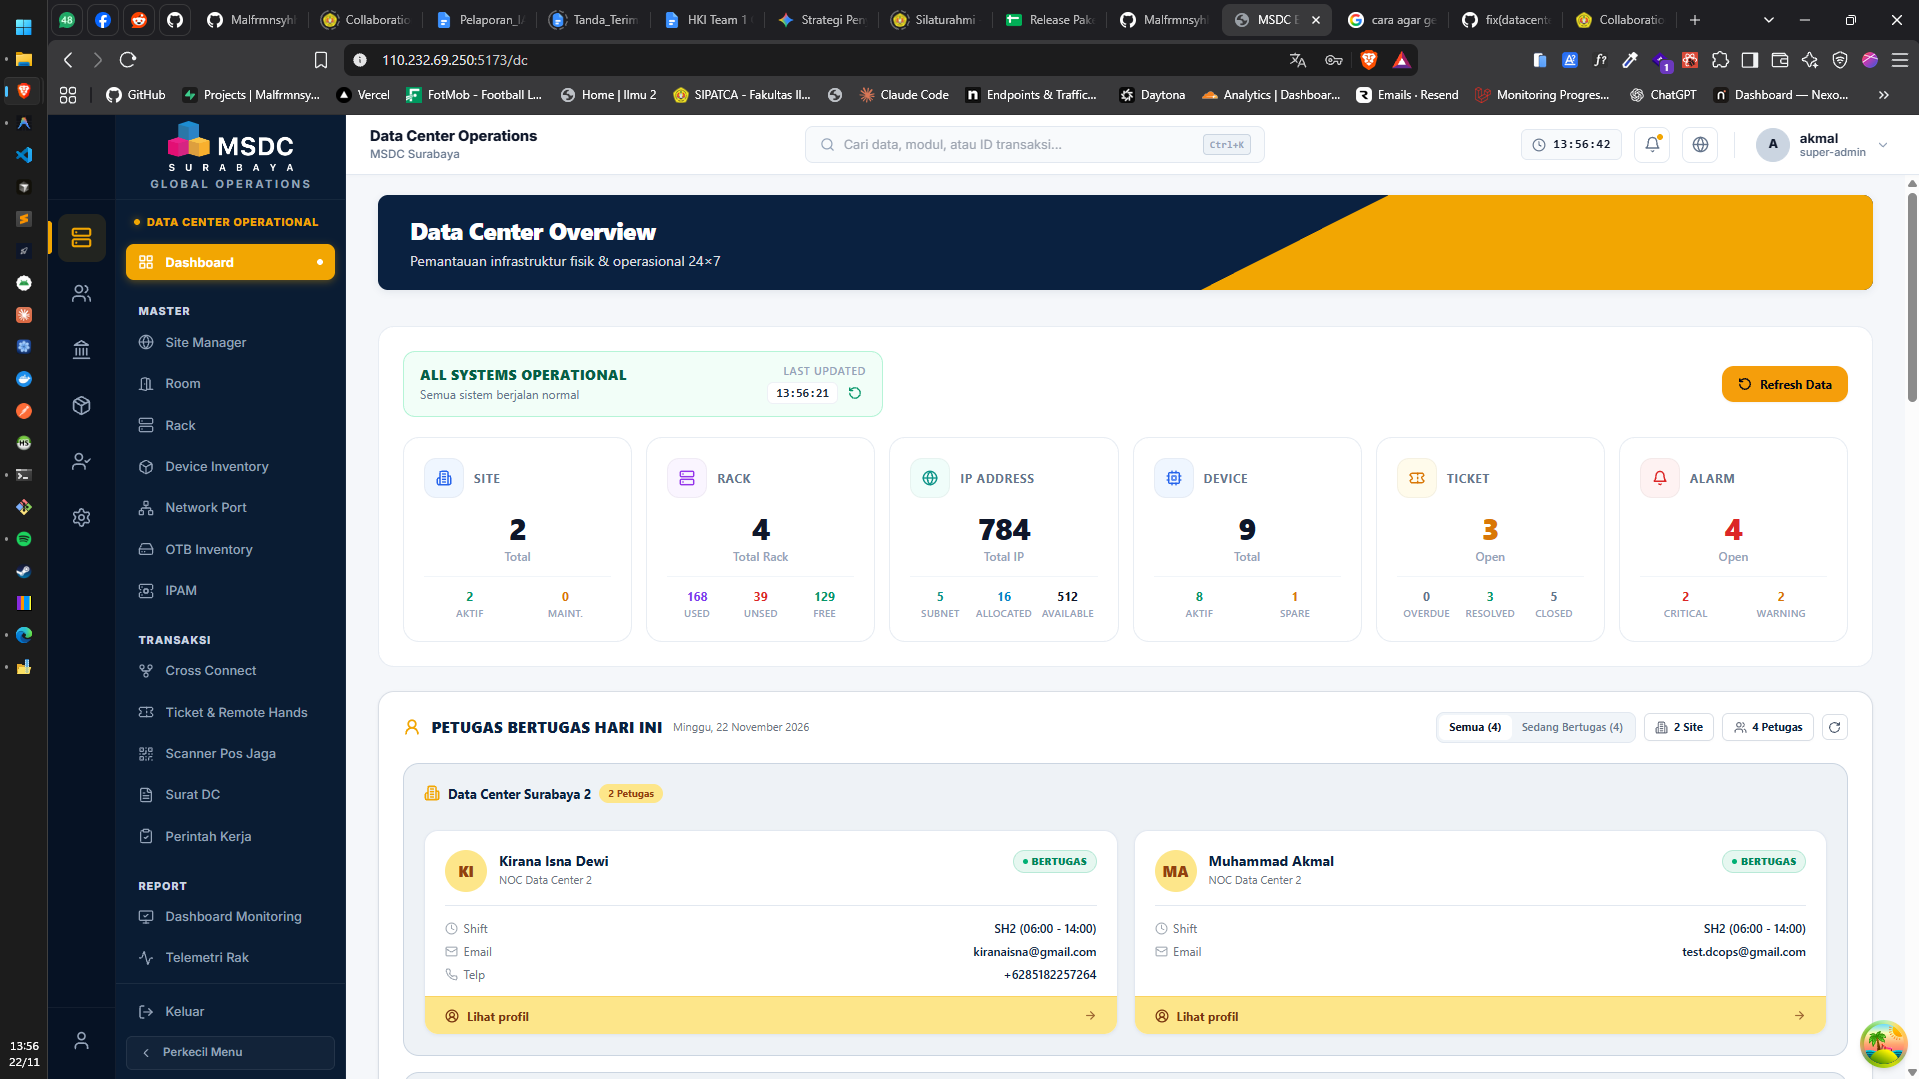 48
Malfrmnsyh
Collaboratio
Pelaporan_IA
Tanda_Terim
HKI Team 1
Strategi Pen
Silaturahmi
Release Pake
Malfrmnsyh
MSDC
cara agar ge
fix(datacent
Collaboratio
110.232.69.250:5173/dc
1
GitHub
Projects | Malfrmnsy...
Vercel
FotMob - Football L...
Home | Ilmu 2
SIPATCA - Fakultas Il...
Claude Code
Endpoints & Traffic...
Daytona
Analytics | Dashboar...
Emails · Resend
Monitoring Progres...
ChatGPT
Dashboard — Nexo...
MSDC
SURABAYA
GLOBAL OPERATIONS
DATA CENTER OPERATIONAL
Dashboard
MASTER
Site Manager
Room
Rack
Device Inventory
Network Port
OTB Inventory
IPAM
TRANSAKSI
Cross Connect
Ticket & Remote Hands
Scanner Pos Jaga
Surat DC
Perintah Kerja
REPORT
Dashboard Monitoring
Telemetri Rak
Keluar
Perkecil Menu
13:56
22/11
Data Center Operations
MSDC Surabaya
Cari data, modul, atau ID transaksi...
Ctrl+K
13:56:42
A
akmal
super-admin
Data Center Overview
Pemantauan infrastruktur fisik & operasional 24×7
ALL SYSTEMS OPERATIONAL
Semua sistem berjalan normal
LAST UPDATED
13:56:21
Refresh Data
SITE
2
Total
2
AKTIF
0
MAINT.
RACK
4
Total Rack
168
USED
39
UNSED
129
FREE
IP ADDRESS
784
Total IP
5
SUBNET
16
ALLOCATED
512
AVAILABLE
DEVICE
9
Total
8
AKTIF
1
SPARE
TICKET
3
Open
0
OVERDUE
3
RESOLVED
5
CLOSED
ALARM
4
Open
2
CRITICAL
2
WARNING
PETUGAS BERTUGAS HARI INI
Minggu, 22 November 2026
Semua (4)
Sedang Bertugas (4)
2 Site
4 Petugas
Data Center Surabaya 2
2 Petugas
KI
Kirana Isna Dewi
NOC Data Center 2
BERTUGAS
Shift
SH2 (06:00 - 14:00)
Email
kiranaisna@gmail.com
Telp
+6285182257264
Lihat profil
MA
Muhammad Akmal
NOC Data Center 2
BERTUGAS
Shift
SH2 (06:00 - 14:00)
Email
test.dcops@gmail.com
Lihat profil